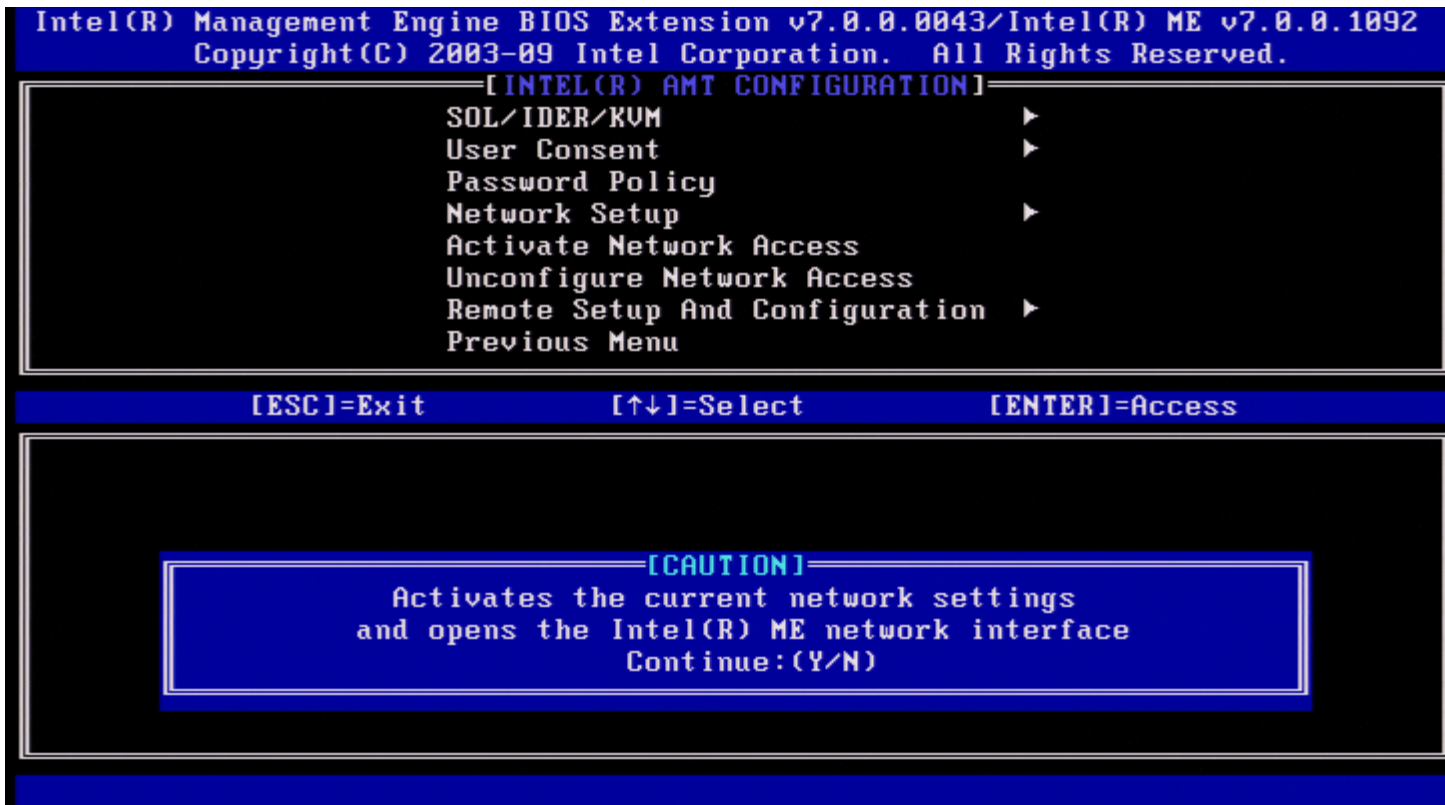 Intel(R) Management Engine BIOS Extension v7.0.0.0043/Intel(R) ME v7.0.0.1092
Copyright(C) 2003-09 Intel Corporation. All Rights Reserved.
[INTEL(R) AMT CONFIGURATION]
SOL/IDER/KVM ►
User Consent ►
Password Policy
Network Setup ►
Activate Network Access
Unconfigure Network Access
Remote Setup And Configuration ►
Previous Menu
[ESC]=Exit [↑↓]=Select [ENTER]=Access
[CAUTION]
Activates the current network settings
and opens the Intel(R) ME network interface
Continue:(Y/N)